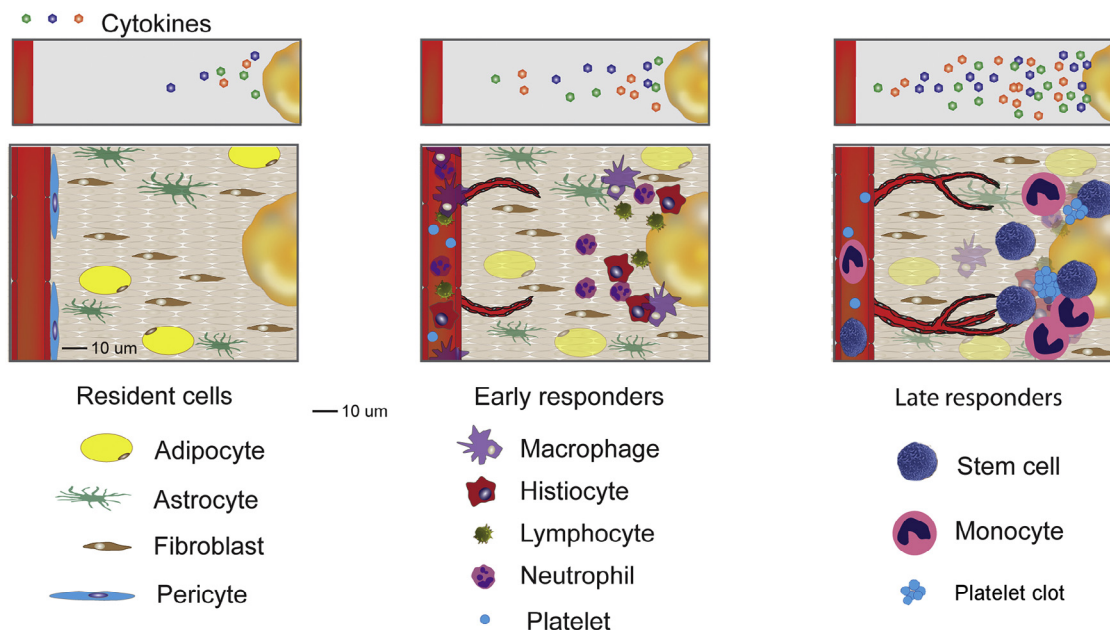 Cytokines
10 um
Resident cells
10 um
Adipocyte
Astrocyte
Fibroblast
Pericyte
Early responders
Macrophage
Histiocyte
Lymphocyte
Neutrophil
Platelet
Late responders
Stem cell
Monocyte
Platelet clot